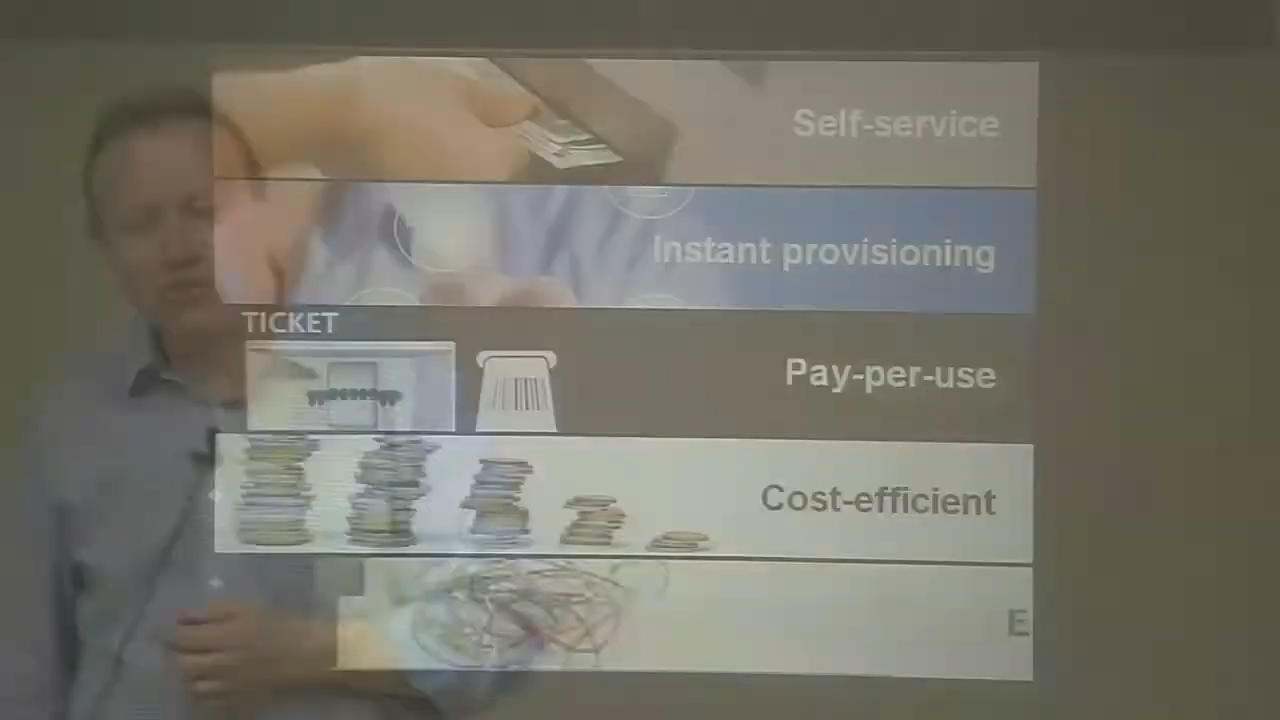 Self-service
Instant provisioning
TICKET
Pay-per-use
Cost-efficient
E